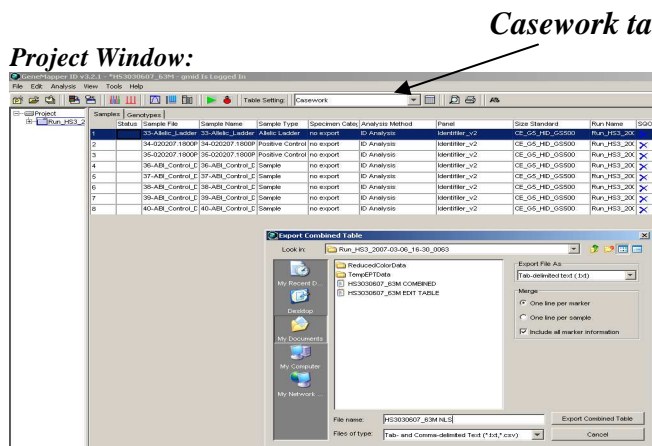 Casework ta
Project Window:
GeneMapper ID v3.2.1 - *HS3030607_63M - gmid Is Logged In
File Edit Analysis View Tools Help
Table Setting: Casework
Project
Run_HS3_2
Samples Genotypes
Status Sample File Sample Name Sample Type Specimen Categ Analysis Method Panel Size Standard Run Name SQO
1 33-Allelic_Ladder 33-Allelic_Ladder Allelic Ladder no export ID Analysis Identifiler_v2 CE_G5_HID_GS500 Run_HS3_200
2 34-020207.1800P 34-020207.1800P Positive Control no export ID Analysis Identifiler_v2 CE_G5_HID_GS500 Run_HS3_20(
3 35-020207.1800P 35-020207.1800P Positive Control no export ID Analysis Identifiler_v2 CE_G5_HID_GS500 Run_HS3_20(
4 36-ABI_Control_D 36-ABI_Control_D Sample no export ID Analysis Identifiler_v2 CE_G5_HID_GS500 Run_HS3_20(
5 37-ABI_Control_D 37-ABI_Control_D Sample no export ID Analysis Identifiler_v2 CE_G5_HID_GS500 Run_HS3_20(
6 38-ABI_Control_D 38-ABI_Control_D Sample no export ID Analysis Identifiler_v2 CE_G5_HID_GS500 Run_HS3_20(
7 39-ABI_Control_D 39-ABI_Control_D Sample no export ID Analysis Identifiler_v2 CE_G5_HID_GS500 Run_HS3_20(
8 40-ABI_Control_D 40-ABI_Control_D Sample no export ID Analysis Identifiler_v2 CE_G5_HID_GS500 Run_HS3_20(
Export Combined Table
Look in: Run_HS3_2007-03-06_16-30_0063
My Recent D...
Desktop
My Documents
My Computer
My Network ...
ReducedColorData
TempEPTData
HS3030607_63M COMBINED
HS3030607_63M EDIT TABLE
Export File As
Tab-delimited text (.txt)
Merge
One line per marker
One line per sample
Include all marker information
File name: HS3030607_63M NLS
Export Combined Table
Files of type: Tab- and Comma-delimited Text (*.txt,*.csv)
Cancel